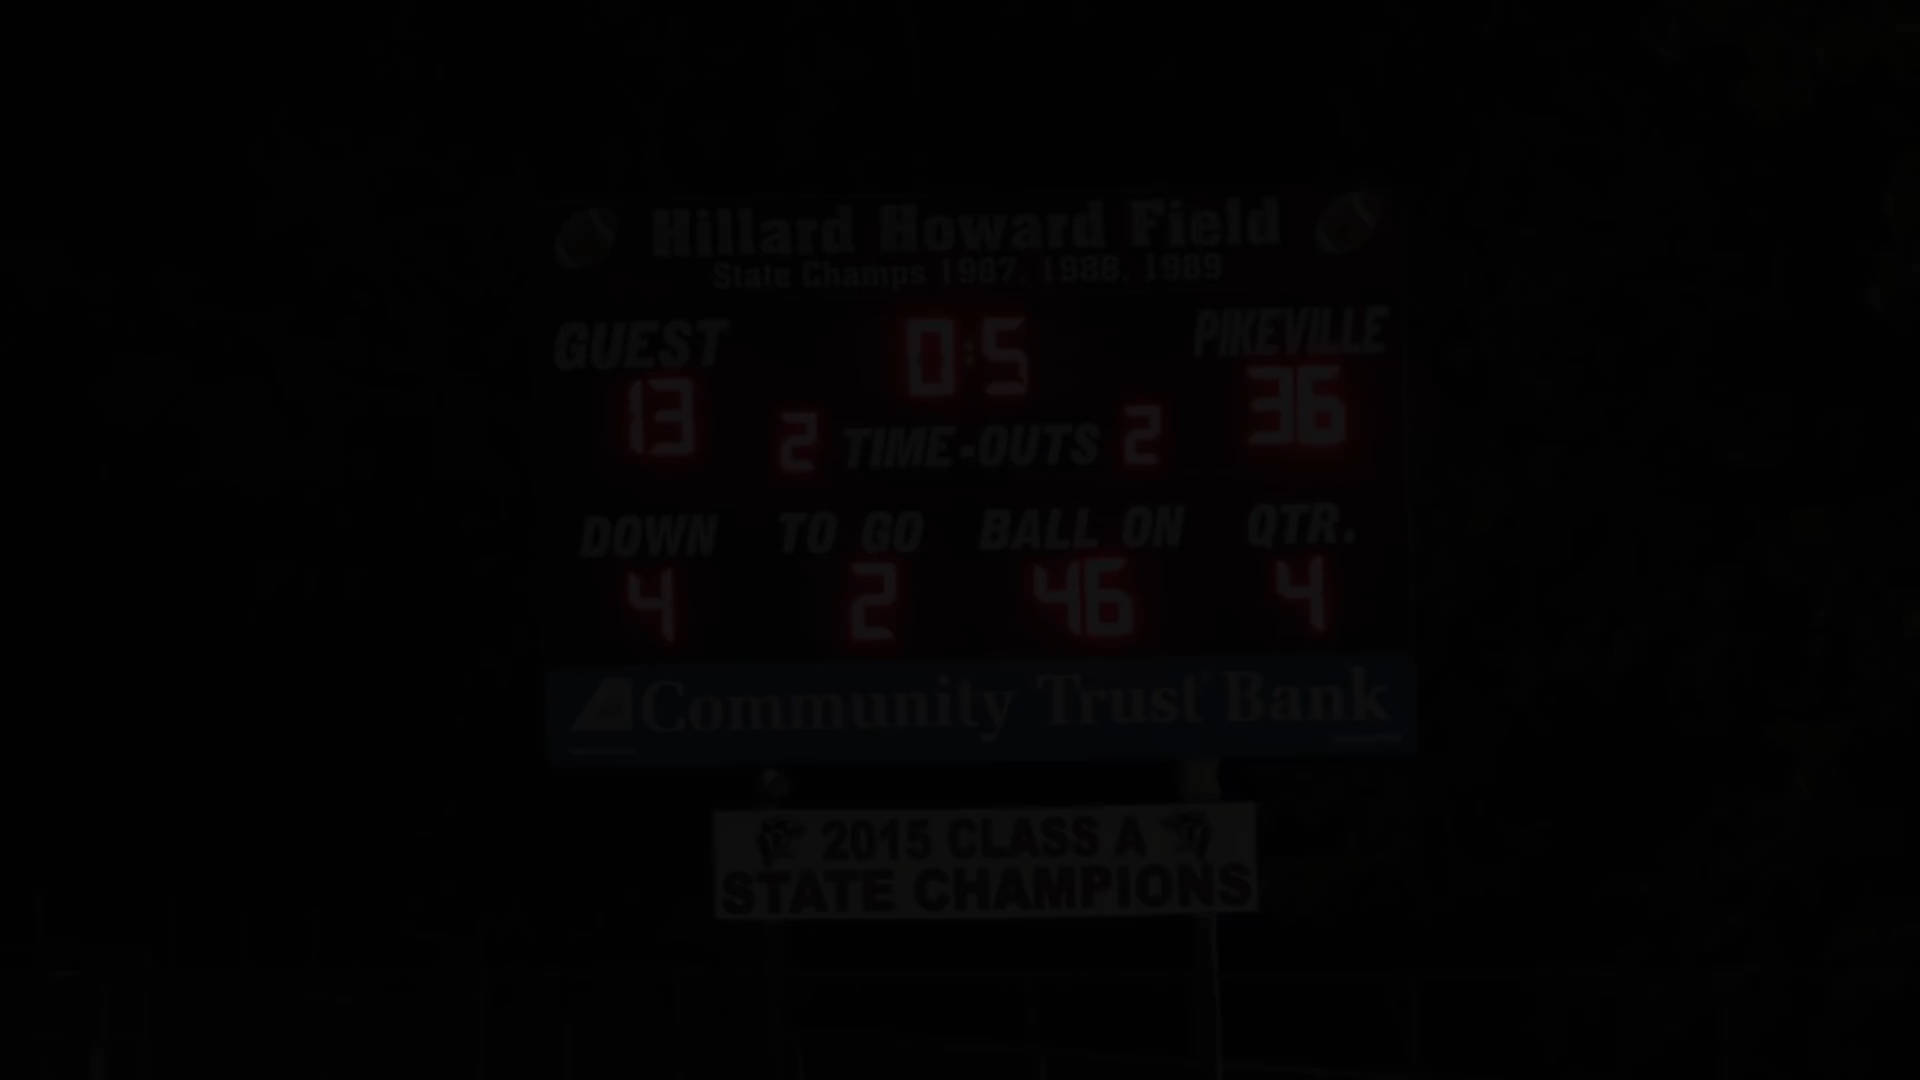 Hillard Howard Field
State Champs 1987, 1988, 1989
GUEST 0:5 PIKEVILLE
13 36
2 TIME-OUTS 2
DOWN TO GO BALL ON QTR.
4 2 46 4
Community Trust Bank
2015 CLASS A
STATE CHAMPIONS